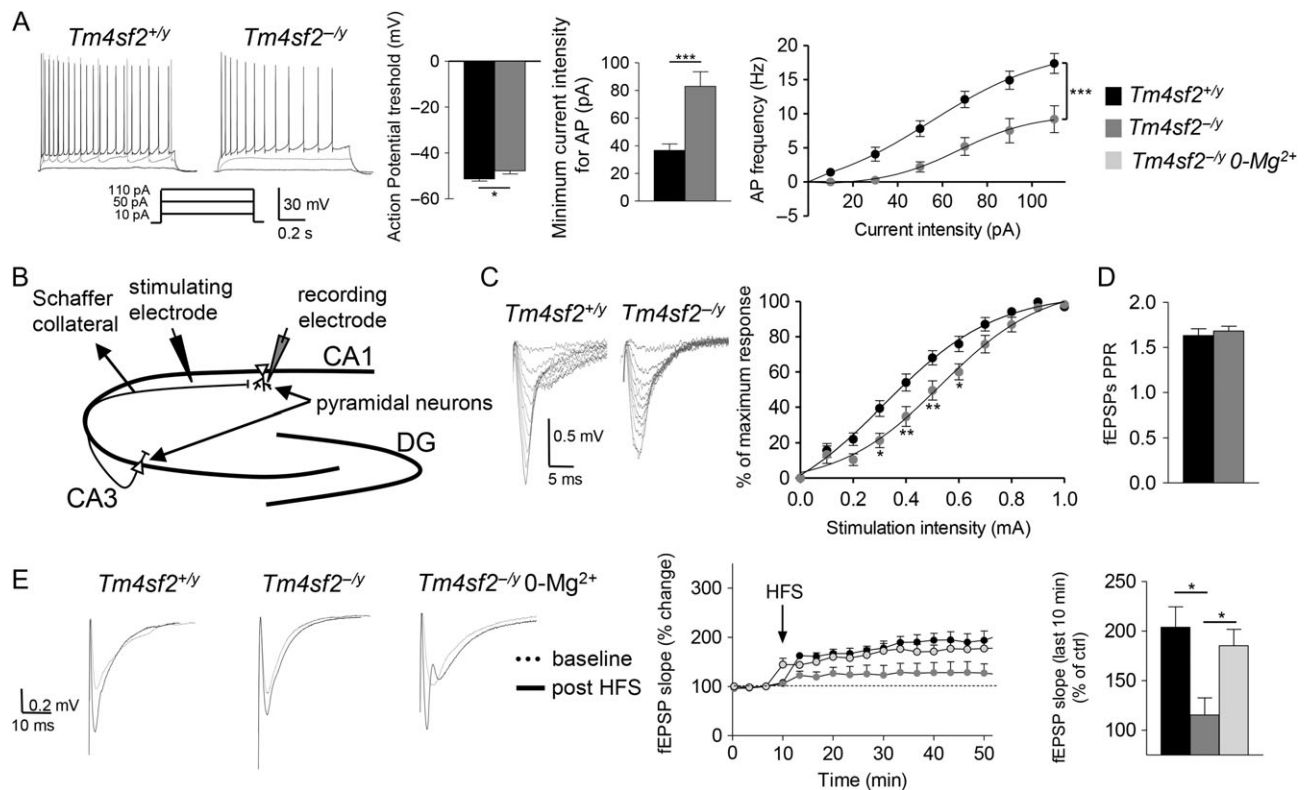 A
Tm4sf2+/y
Tm4sf2−/y
110 pA
50 pA
10 pA
30 mV
0.2 s
Action Potential treshold (mV)
0
−20
−40
−60
*
Minimum current intensity
for AP (pA)
100
80
60
40
20
0
***
AP frequency (Hz)
20
15
10
5
0
−5
20 40 60 80 100
Current intensity (pA)
***
Tm4sf2+/y
Tm4sf2−/y
Tm4sf2−/y 0-Mg2+
B
Schaffer
collateral
stimulating
electrode
recording
electrode
CA1
pyramidal neurons
DG
CA3
C
Tm4sf2+/y
Tm4sf2−/y
0.5 mV
5 ms
% of maximum response
100
80
60
40
20
0
*
**
**
*
0.0 0.2 0.4 0.6 0.8 1.0
Stimulation intensity (mA)
D
fEPSPs PPR
2.0
1.5
1.0
0.5
0.0
E
Tm4sf2+/y
Tm4sf2−/y
Tm4sf2−/y 0-Mg2+
0.2 mV
10 ms
baseline
post HFS
fEPSP slope (% change)
300
200
100
HFS
0 10 20 30 40 50
Time (min)
fEPSP slope (last 10 min)
(% of ctrl)
250
200
150
100
*
*